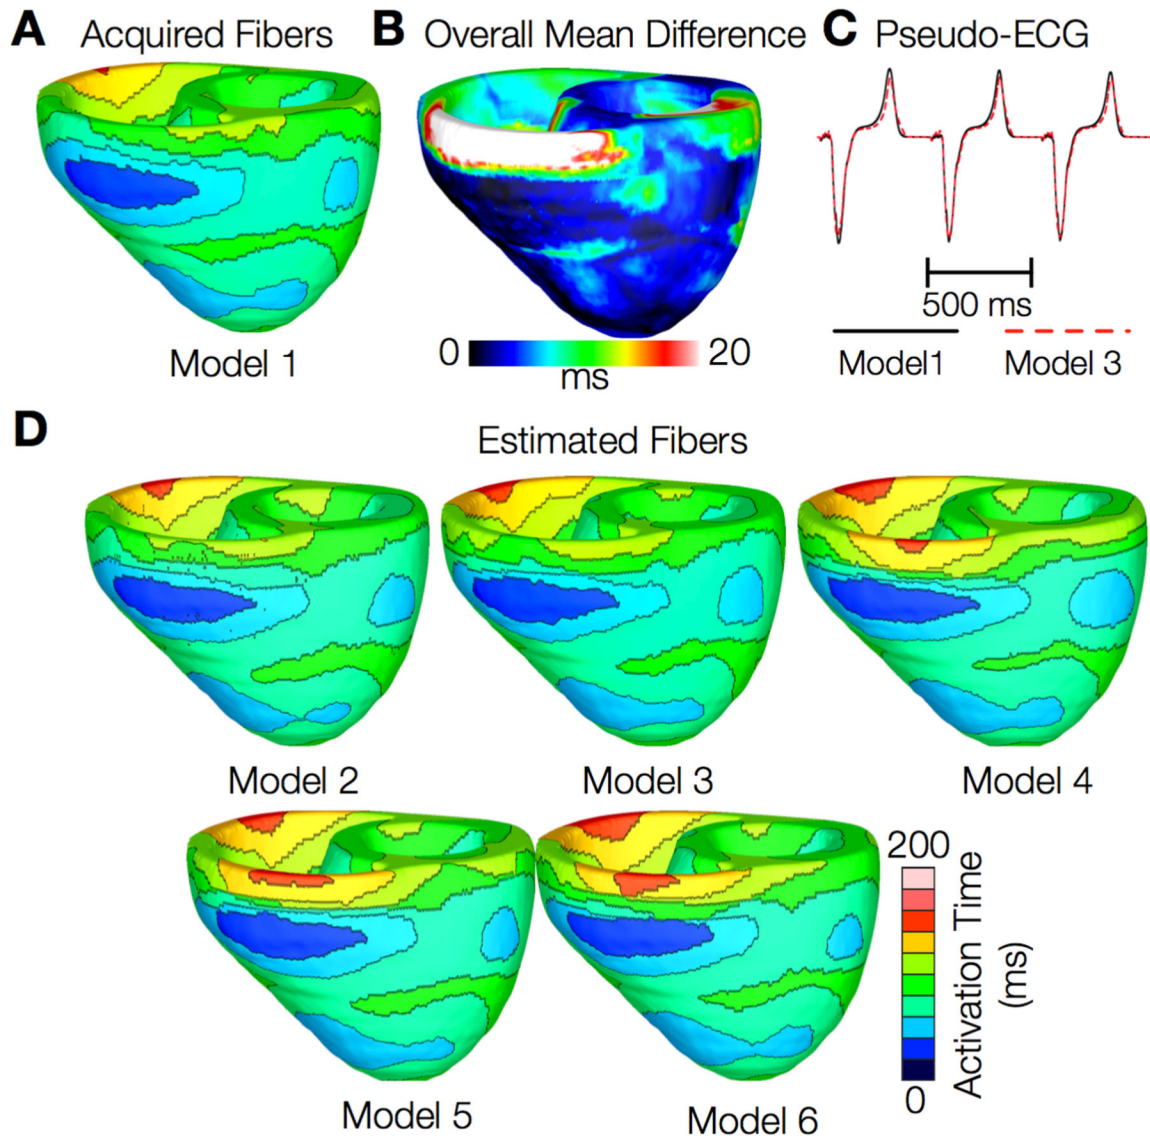 A Acquired Fibers
B Overall Mean Difference
C Pseudo-ECG
500 ms
0
20
ms
Model 1
Model1
Model 3
D
Estimated Fibers
Model 2
Model 3
Model 4
200
Activation Time
(ms)
0
Model 5
Model 6